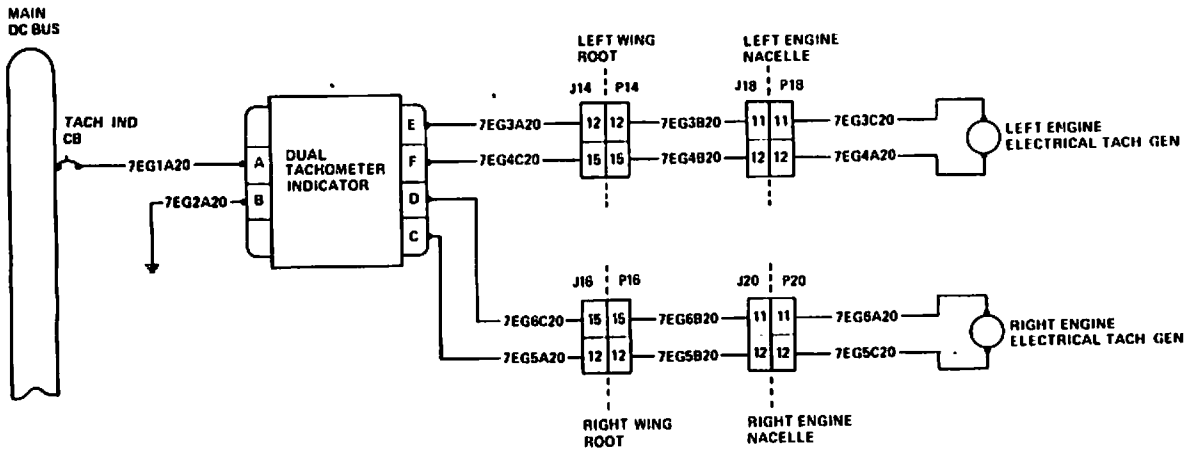 MAIN
DC BUS
TACH IND
CB
7EG1A20
7EG2A20
A
B
DUAL
TACHOMETER
INDICATOR
E
F
D
C
LEFT WING
ROOT
LEFT ENGINE
NACELLE
J14 P14
J18 P18
7EG3A20 12 12 7EG3B20 11 11 7EG3C20
7EG4C20 15 15 7EG4B20 12 12 7EG4A20
LEFT ENGINE
ELECTRICAL TACH GEN
J16 P16
J20 P20
7EG6C20 15 15 7EG6B20 11 11 7EG6A20
7EG5A20 12 12 7EG5B20 12 12 7EG5C20
RIGHT ENGINE
ELECTRICAL TACH GEN
RIGHT WING
ROOT
RIGHT ENGINE
NACELLE